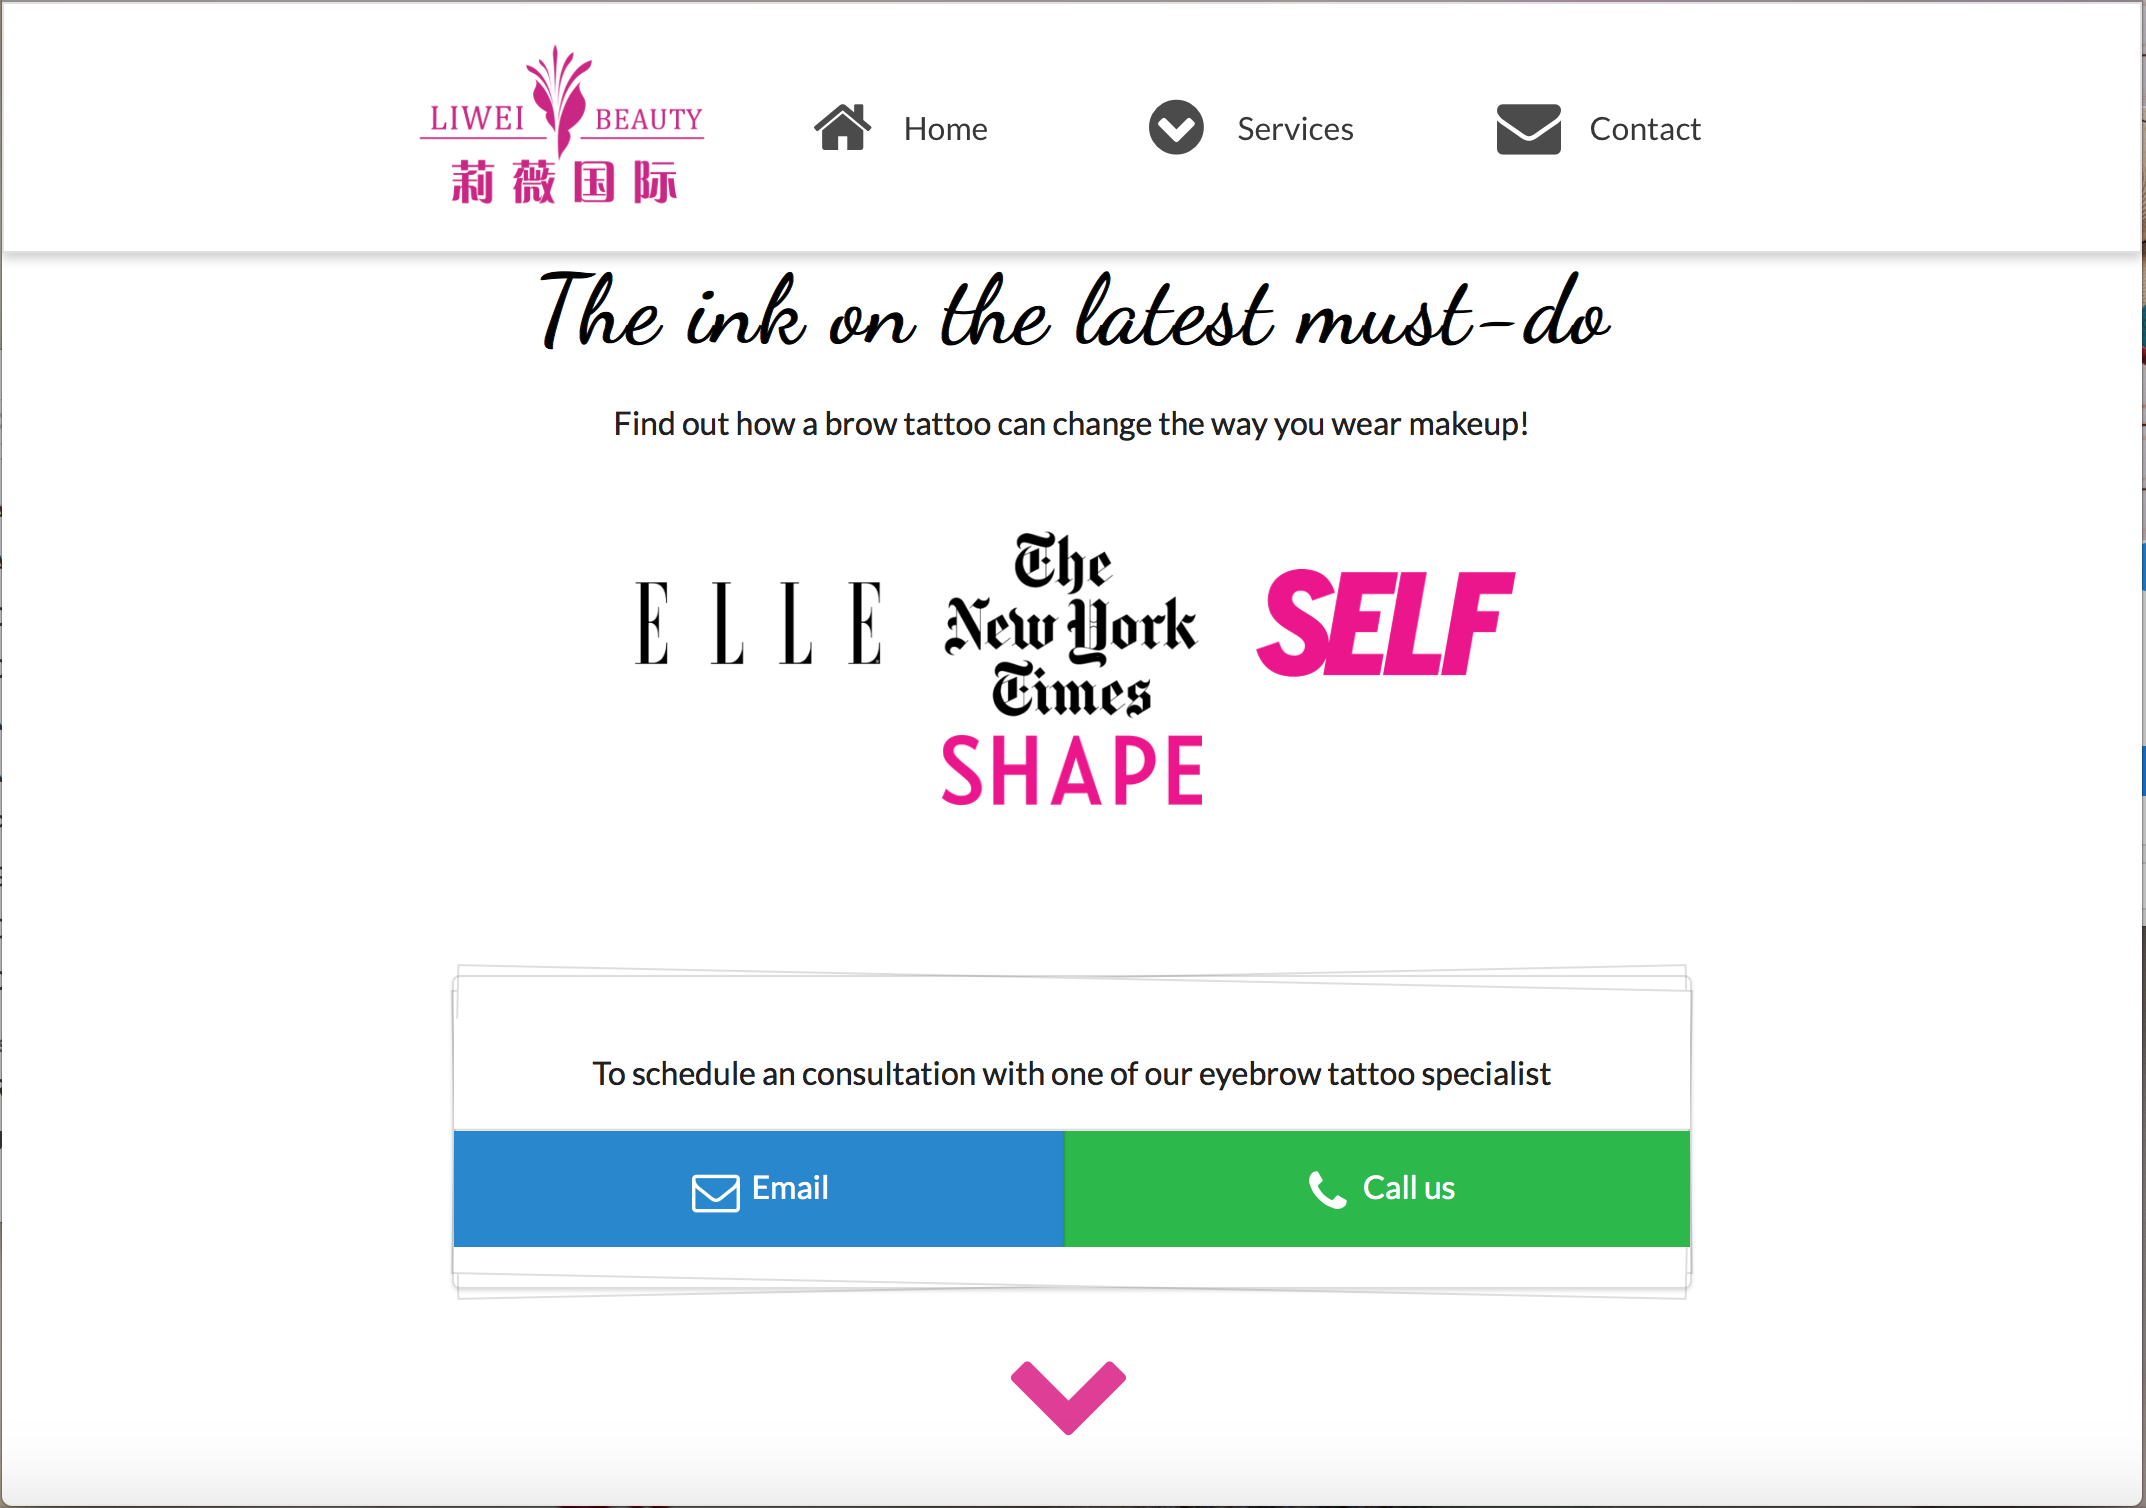 LIWEI BEAUTY
莉薇国际
Home
Services
Contact
The ink on the latest must-do
Find out how a brow tattoo can change the way you wear makeup!
ELLE
The
New York
Times
SELF
SHAPE
To schedule an consultation with one of our eyebrow tattoo specialist
Email
Call us